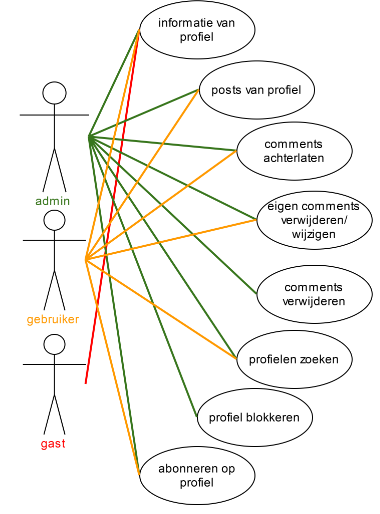 informatie van
profiel
posts van profiel
comments
achterlaten
admin
eigen comments
verwijderen/
wijzigen
comments
verwijderen
gebruiker
profielen zoeken
profiel blokkeren
gast
abonneren op
profiel